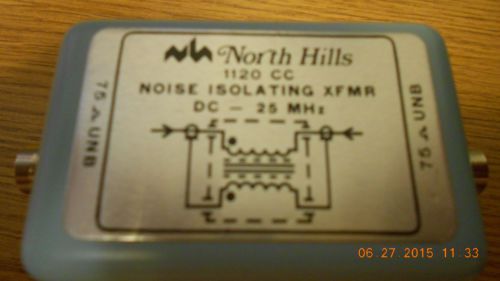 North Hills
1120 CC
NOISE ISOLATING XFMR
DC - 25 MHz
75 Ω UNB
75 Ω UNB
06 27 2015 11 33